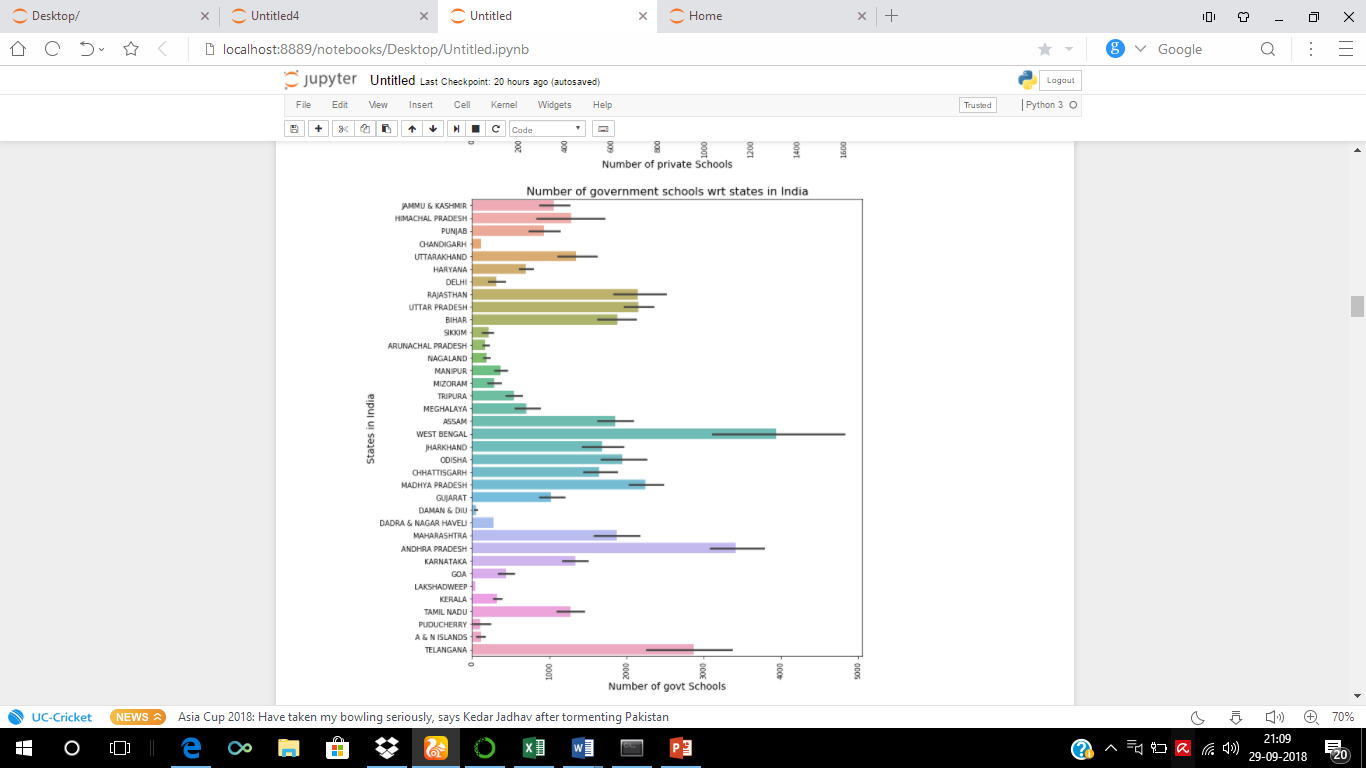 Desktop/
Untitled4
Untitled
Home
localhost:8889/notebooks/Desktop/Untitled.ipynb
g Google
jupyter Untitled Last Checkpoint: 20 hours ago (autosaved)
Logout
File Edit View Insert Cell Kernel Widgets Help
Trusted
Python 3
Code
0 200 400 600 800 1000 1200 1400 1600
Number of private Schools
Number of government schools wrt states in India
States in India
JAMMU & KASHMIR
HIMACHAL PRADESH
PUNJAB
CHANDIGARH
UTTARAKHAND
HARYANA
DELHI
RAJASTHAN
UTTAR PRADESH
BIHAR
SIKKIM
ARUNACHAL PRADESH
NAGALAND
MANIPUR
MIZORAM
TRIPURA
MEGHALAYA
ASSAM
WEST BENGAL
JHARKHAND
ODISHA
CHHATTISGARH
MADHYA PRADESH
GUJARAT
DAMAN & DIU
DADRA & NAGAR HAVELI
MAHARASHTRA
ANDHRA PRADESH
KARNATAKA
GOA
LAKSHADWEEP
KERALA
TAMIL NADU
PUDUCHERRY
A & N ISLANDS
TELANGANA
0 1000 2000 3000 4000 5000
Number of govt Schools
UC-Cricket
NEWS
Asia Cup 2018: Have taken my bowling seriously, says Kedar Jadhav after tormenting Pakistan
70%
21:09
29-09-2018
20